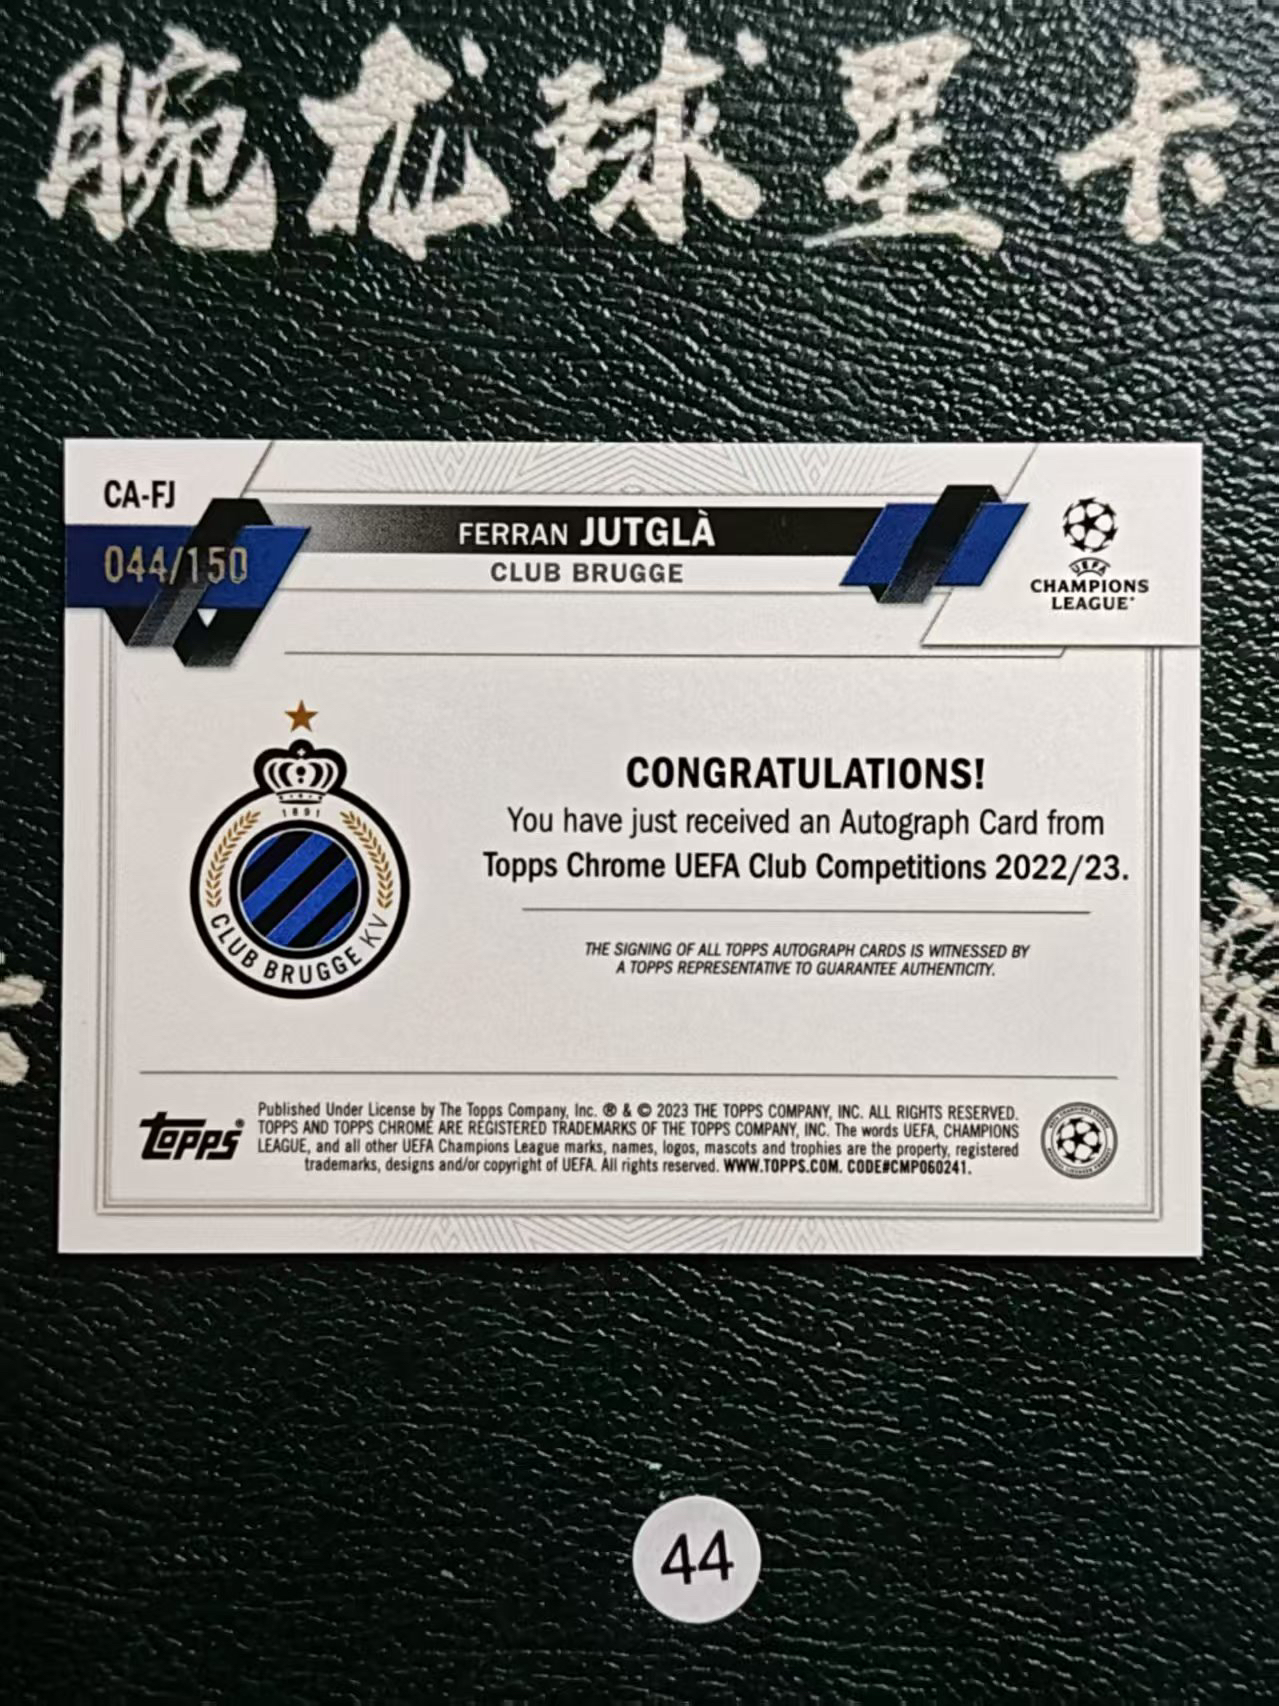 腕儿球星卡
CA-FJ
044/150
FERRAN JUTGLÀ
CLUB BRUGGE
UEFA
CHAMPIONS
LEAGUE
1891
CLUB BRUGGE KV
CONGRATULATIONS!
You have just received an Autograph Card from
Topps Chrome UEFA Club Competitions 2022/23.
THE SIGNING OF ALL TOPPS AUTOGRAPH CARDS IS WITNESSED BY
A TOPPS REPRESENTATIVE TO GUARANTEE AUTHENTICITY.
topps®
Published Under License by The Topps Company, Inc. ® & © 2023 THE TOPPS COMPANY, INC. ALL RIGHTS RESERVED.
TOPPS AND TOPPS CHROME ARE REGISTERED TRADEMARKS OF THE TOPPS COMPANY, INC. The words UEFA, CHAMPIONS
LEAGUE, and all other UEFA Champions League marks, names, logos, mascots and trophies are the property, registered
trademarks, designs and/or copyright of UEFA. All rights reserved. WWW.TOPPS.COM. CODE#CMP060241.
44